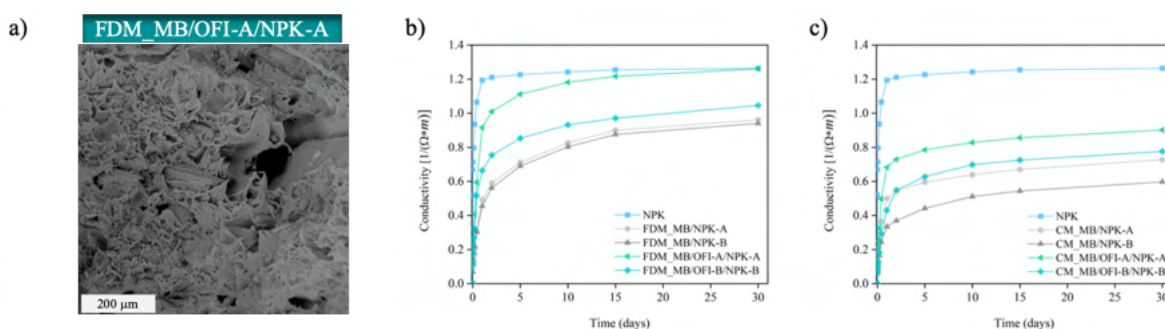 a)
FDM_MB/OFI-A/NPK-A
200 µm
b)
Conductivity [1/(Ω*m)]
1.4
1.2
1.0
0.8
0.6
0.4
0.2
0.0
0
5
10
15
20
25
30
Time (days)
NPK
FDM_MB/NPK-A
FDM_MB/NPK-B
FDM_MB/OFI-A/NPK-A
FDM_MB/OFI-B/NPK-B
c)
Conductivity [1/(Ω*m)]
1.4
1.2
1.0
0.8
0.6
0.4
0.2
0.0
0
5
10
15
20
25
30
Time (days)
NPK
CM_MB/NPK-A
CM_MB/NPK-B
CM_MB/OFI-A/NPK-A
CM_MB/OFI-B/NPK-B